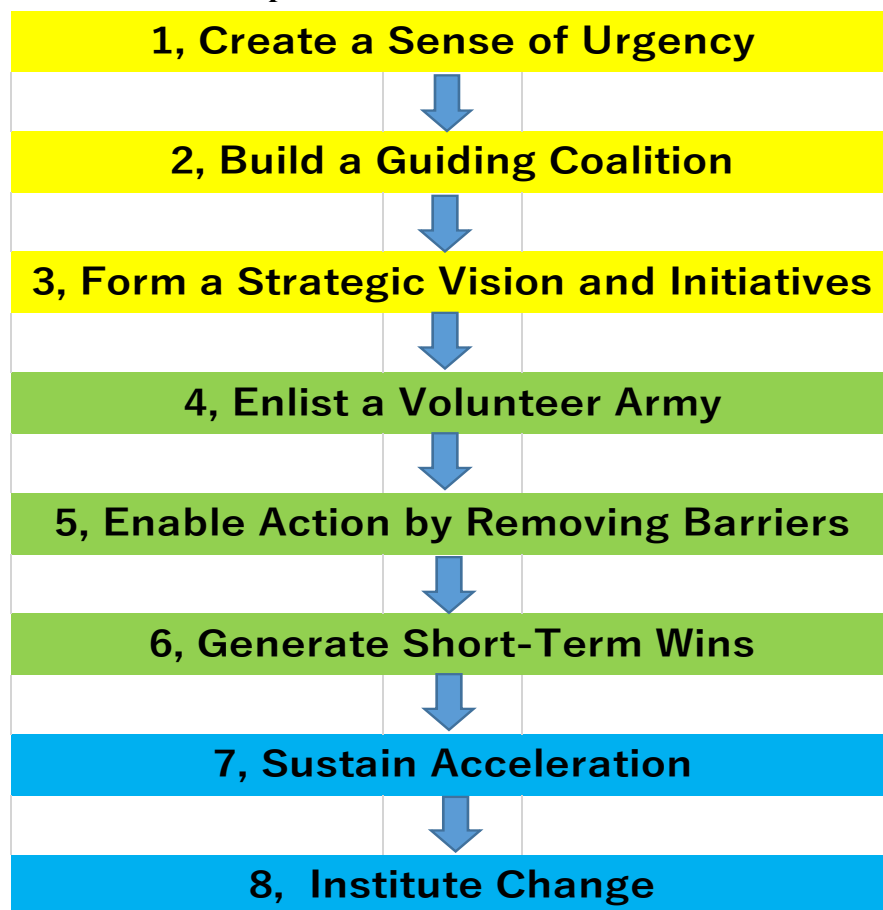 1, Create a Sense of Urgency
2, Build a Guiding Coalition
3, Form a Strategic Vision and Initiatives
4, Enlist a Volunteer Army
5, Enable Action by Removing Barriers
6, Generate Short-Term Wins
7, Sustain Acceleration
8, Institute Change